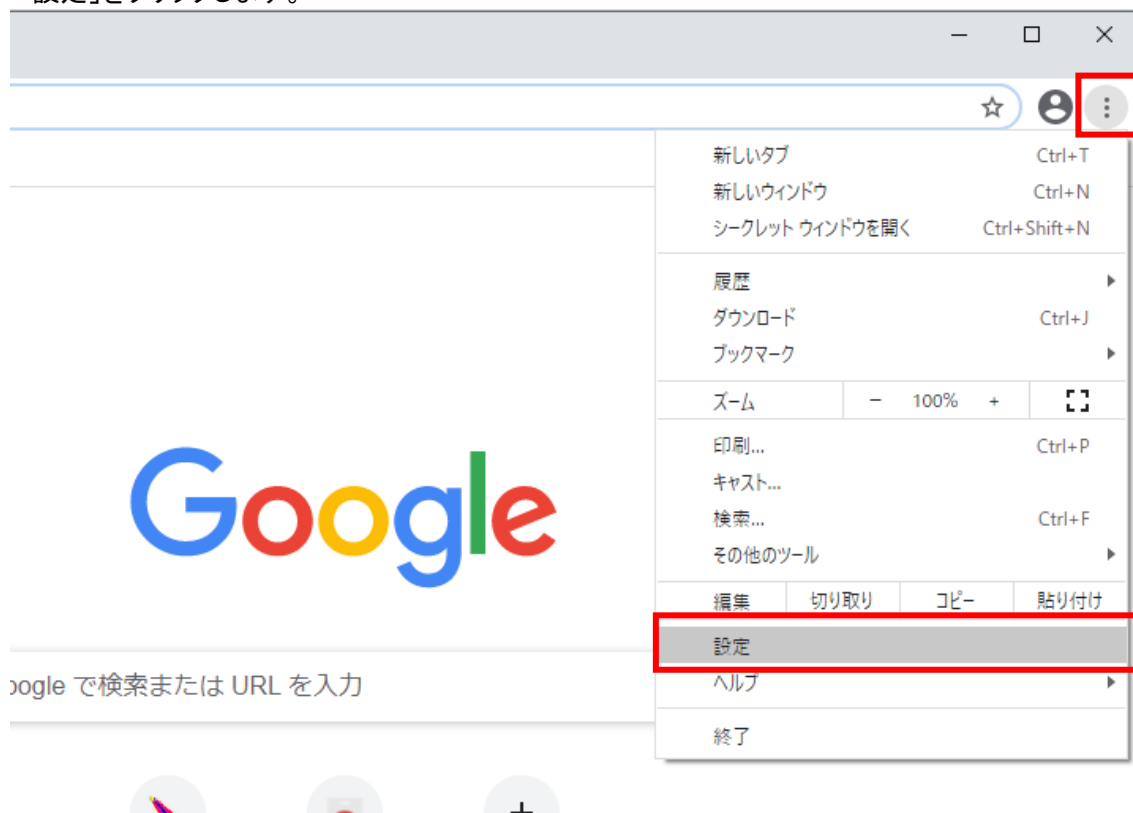 設定」をクリックします。
新しいタブ Ctrl+T
新しいウィンドウ Ctrl+N
シークレット ウィンドウを開く Ctrl+Shift+N
履歴
ダウンロード Ctrl+J
ブックマーク
ズーム − 100% +
印刷... Ctrl+P
キャスト...
検索... Ctrl+F
その他のツール
編集 切り取り コピー 貼り付け
設定
ヘルプ
終了
Google
oogle で検索または URL を入力